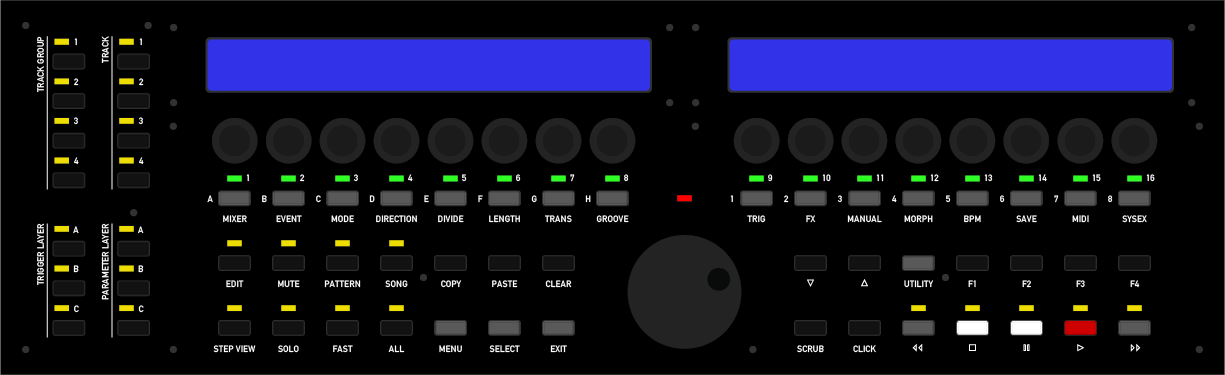 TRACK GROUP
1
2
3
4
TRACK
1
2
3
4
TRIGGER LAYER
A
B
C
PARAMETER LAYER
A
B
C
1 2 3 4 5 6 7 8
A B C D E F G H
MIXER EVENT MODE DIRECTION DIVIDE LENGTH TRANS GROOVE
9 10 11 12 13 14 15 16
1 2 3 4 5 6 7 8
TRIG FX MANUAL MORPH BPM SAVE MIDI SYSEX
EDIT MUTE PATTERN SONG COPY PASTE CLEAR
UTILITY F1 F2 F3 F4
STEP VIEW SOLO FAST ALL MENU SELECT EXIT
SCRUB CLICK